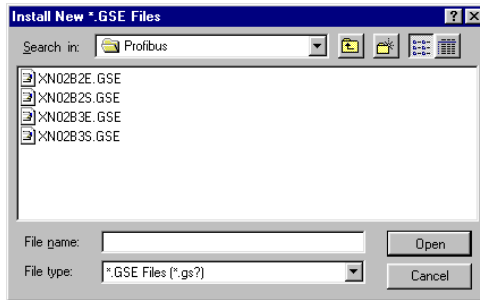 Install New *.GSE Files
Search in: Profibus
XN02B2E.GSE
XN02B2S.GSE
XN02B3E.GSE
XN02B3S.GSE
File name:
Open
File type: *.GSE Files (*.gs?)
Cancel